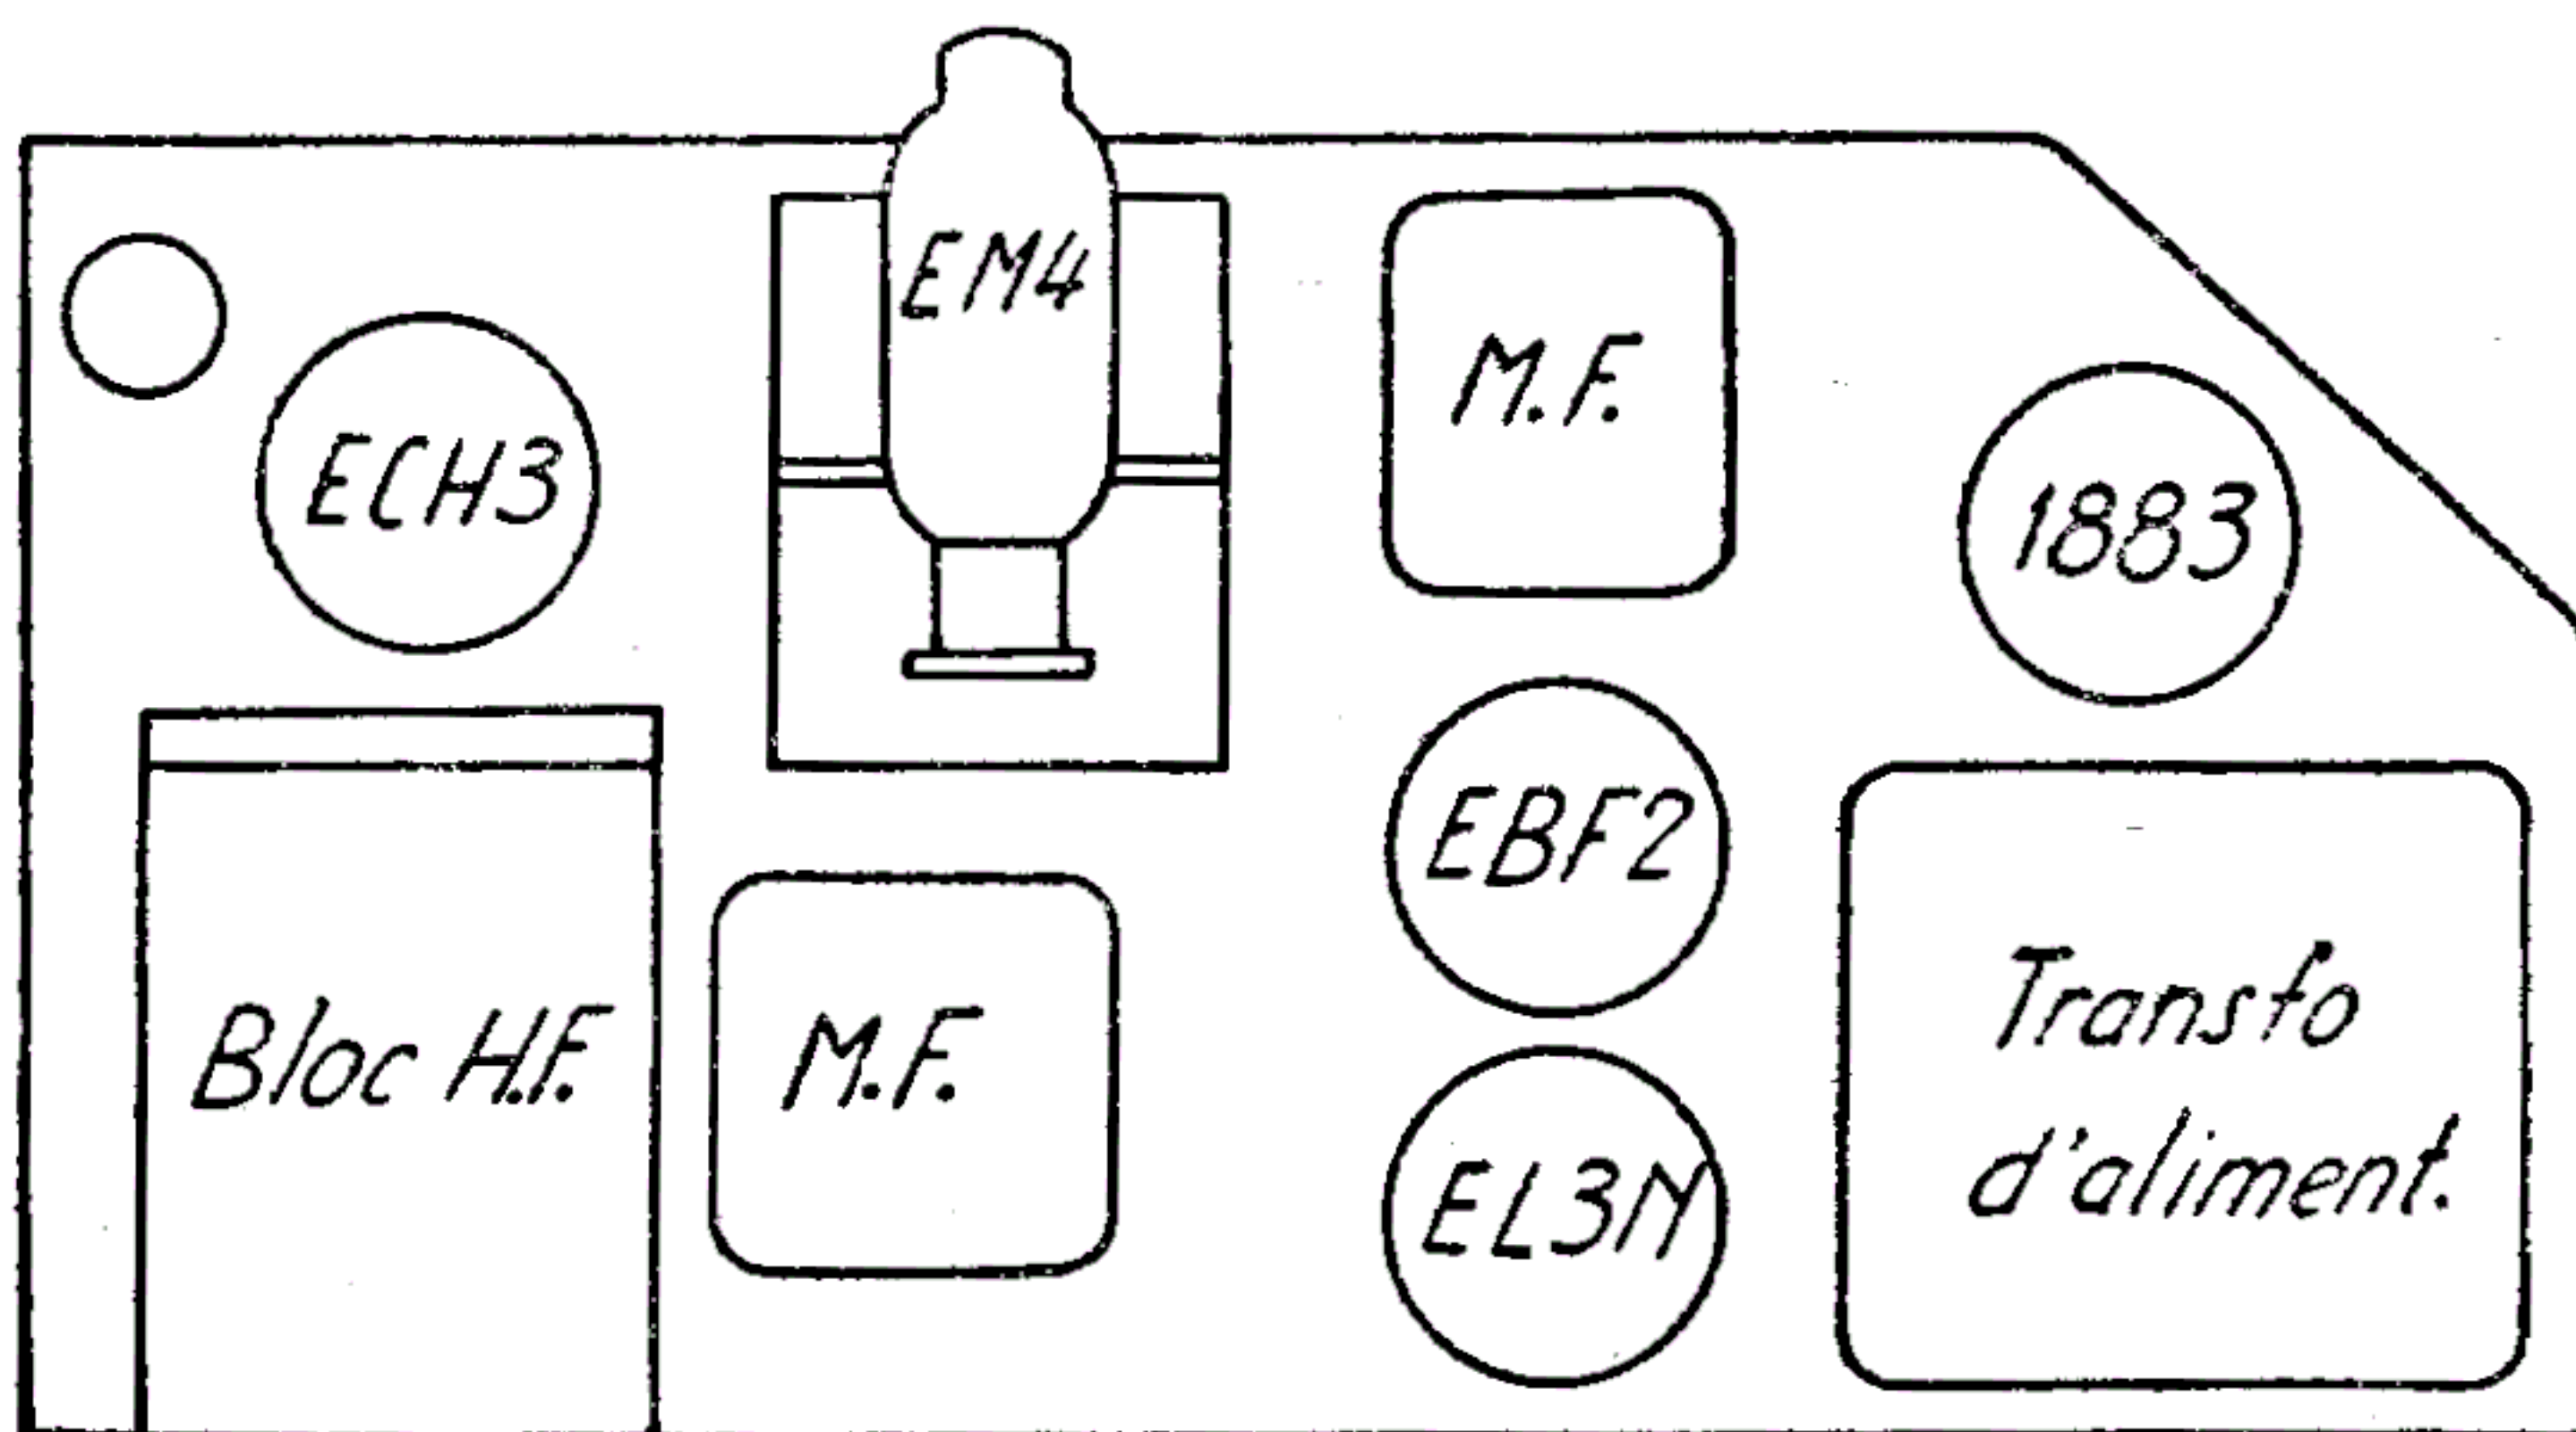 EM4
M.F.
ECH3
1883
EBF2
Bloc H.F.
M.F.
Transfo
d'aliment.
EL3N